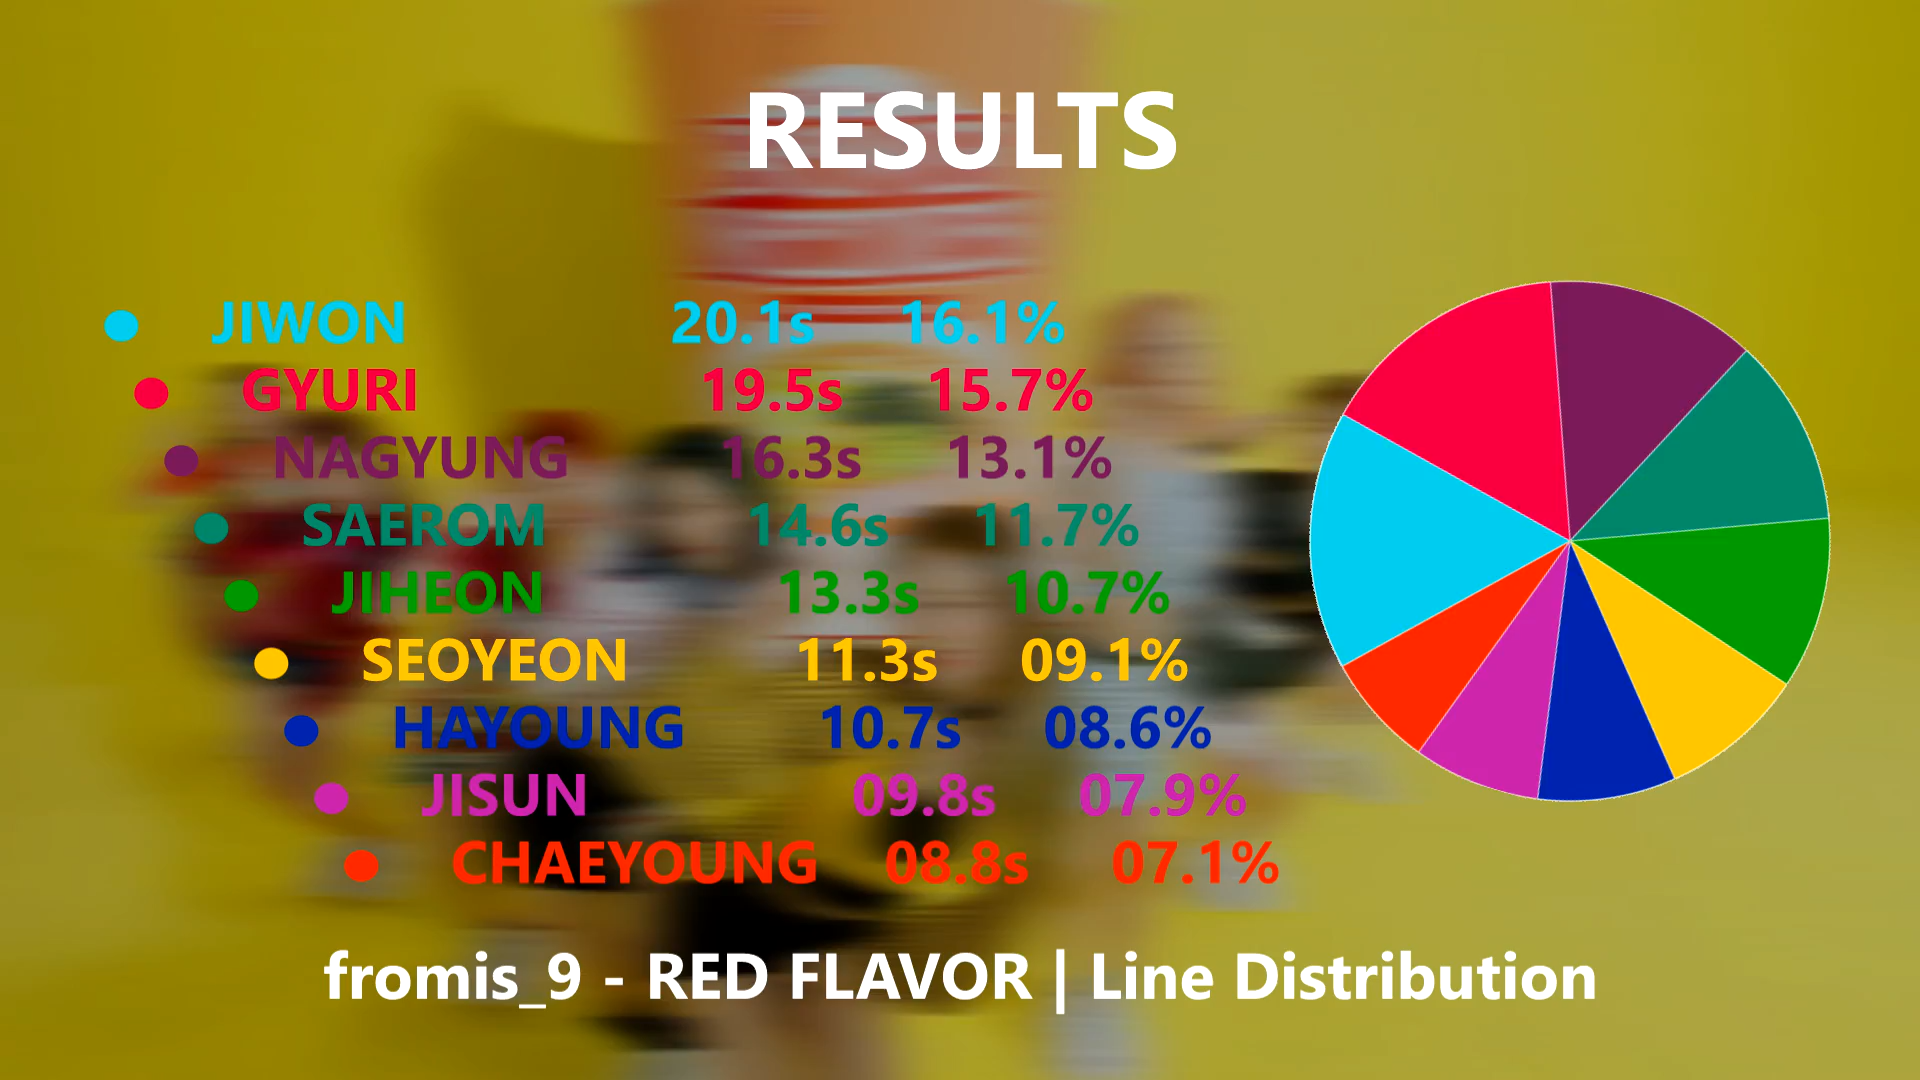 RESULTS
JIWON 20.1s 16.1%
GYURI 19.5s 15.7%
NAGYUNG 16.3s 13.1%
SAEROM 14.6s 11.7%
JIHEON 13.3s 10.7%
SEOYEON 11.3s 09.1%
HAYOUNG 10.7s 08.6%
JISUN 09.8s 07.9%
CHAEYOUNG 08.8s 07.1%
fromis_9 - RED FLAVOR | Line Distribution